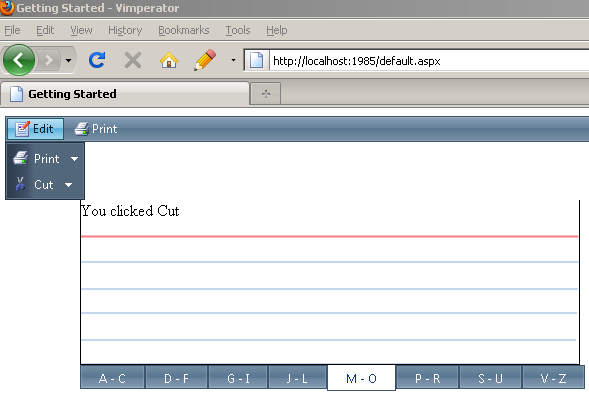 Getting Started - Vimperator
File Edit View History Bookmarks Tools Help
http://localhost:1985/default.aspx
Getting Started
Edit Print
Print
Cut
You clicked Cut
A - C D - F G - I J - L M - O P - R S - U V - Z